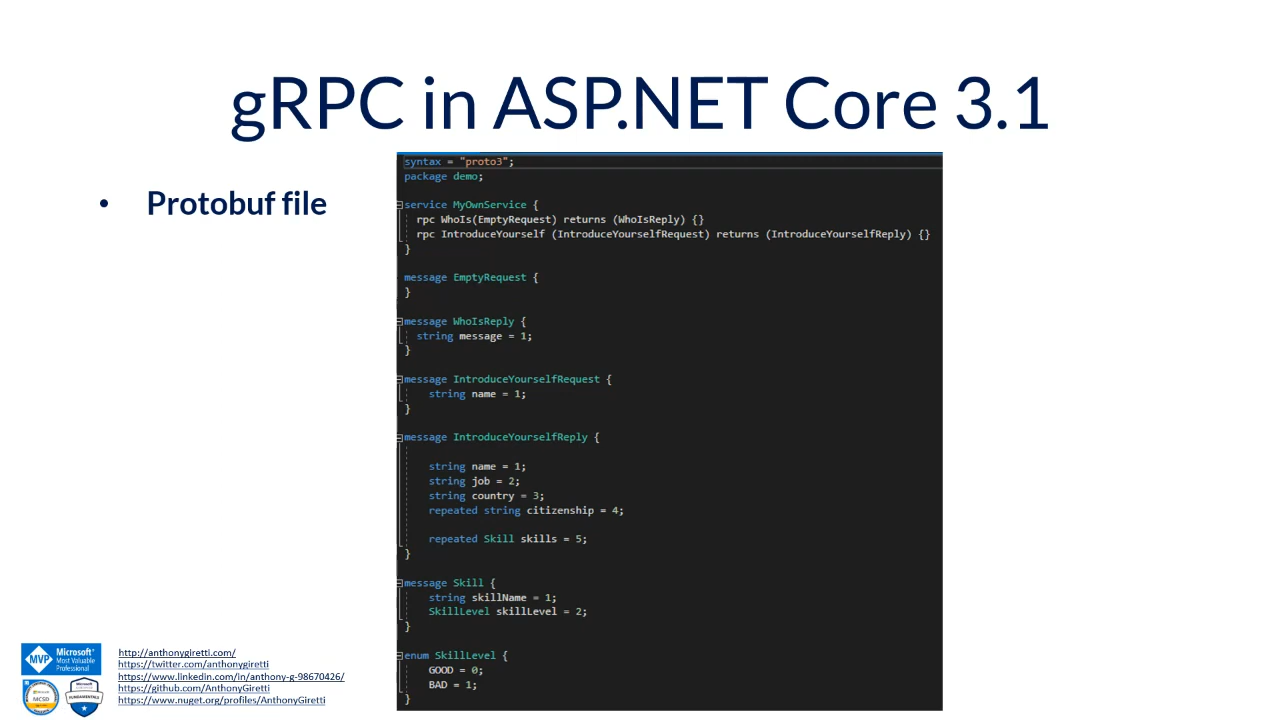 gRPC in ASP.NET Core 3.1
• Protobuf file
syntax = "proto3";
package demo;
service MyOwnService {
rpc WhoIs(EmptyRequest) returns (WhoIsReply) {}
rpc IntroduceYourself (IntroduceYourselfRequest) returns (IntroduceYourselfReply) {}
}
message EmptyRequest {
}
message WhoIsReply {
string message = 1;
}
message IntroduceYourselfRequest {
string name = 1;
}
message IntroduceYourselfReply {
string name = 1;
string job = 2;
string country = 3;
repeated string citizenship = 4;
repeated Skill skills = 5;
}
message Skill {
string skillName = 1;
SkillLevel skillLevel = 2;
}
enum SkillLevel {
GOOD = 0;
BAD = 1;
}
MVP
Microsoft®
Most Valuable
Professional
Microsoft
MCSD
Microsoft
FUNDAMENTALS
http://anthonygiretti.com/
https://twitter.com/anthonygiretti
https://www.linkedin.com/in/anthony-g-98670426/
https://github.com/AnthonyGiretti
https://www.nuget.org/profiles/AnthonyGiretti